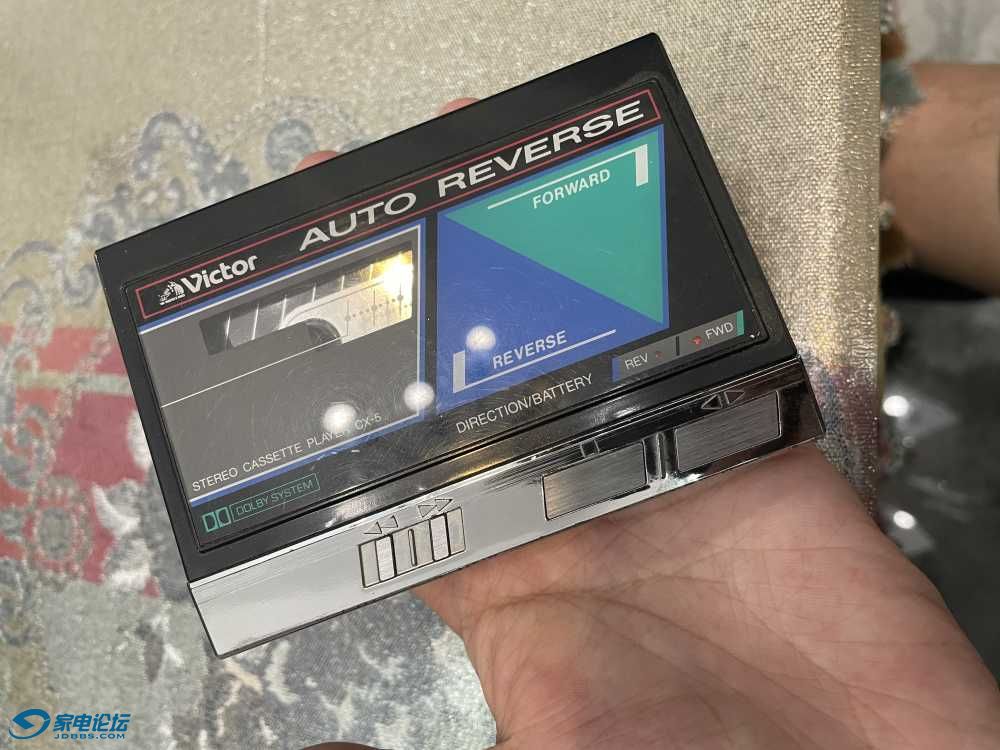 Victor
AUTO REVERSE
FORWARD
REVERSE
STEREO CASSETTE PLAYER CX-5
DIRECTION/BATTERY
REV
FWD
DOLBY SYSTEM
家电论坛
JDBBS.COM